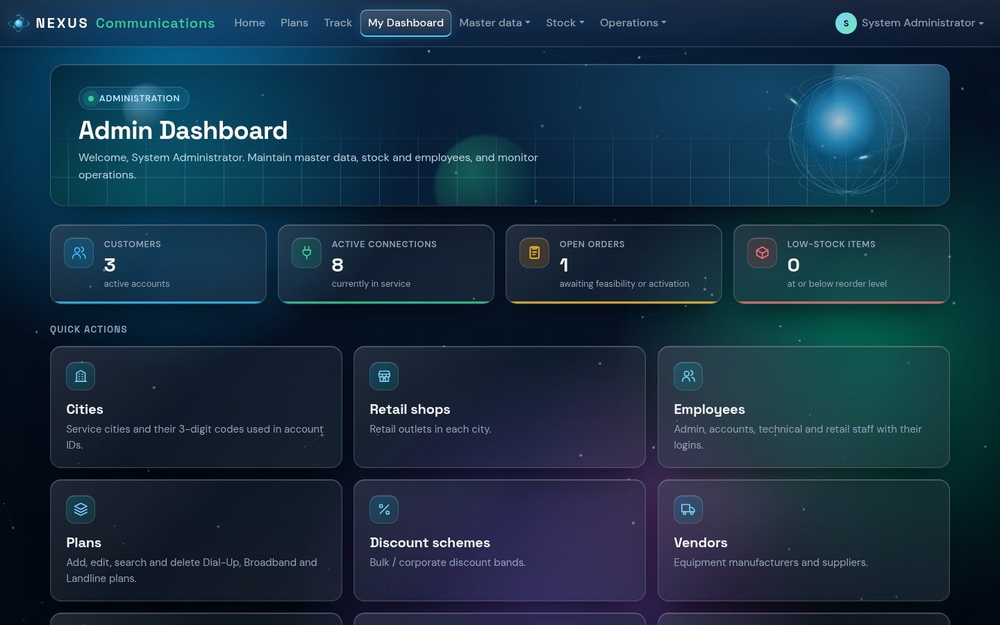 NEXUS Communications
Home
Plans
Track
My Dashboard
Master data
Stock
Operations
S
System Administrator
ADMINISTRATION
Admin Dashboard
Welcome, System Administrator. Maintain master data, stock and employees, and monitor
operations.
CUSTOMERS
3
active accounts
ACTIVE CONNECTIONS
8
currently in service
OPEN ORDERS
1
awaiting feasibility or activation
LOW-STOCK ITEMS
0
at or below reorder level
QUICK ACTIONS
Cities
Service cities and their 3-digit codes used in account
IDs.
Retail shops
Retail outlets in each city.
Employees
Admin, accounts, technical and retail staff with their
logins.
Plans
Add, edit, search and delete Dial-Up, Broadband and
Landline plans.
Discount schemes
Bulk / corporate discount bands.
Vendors
Equipment manufacturers and suppliers.